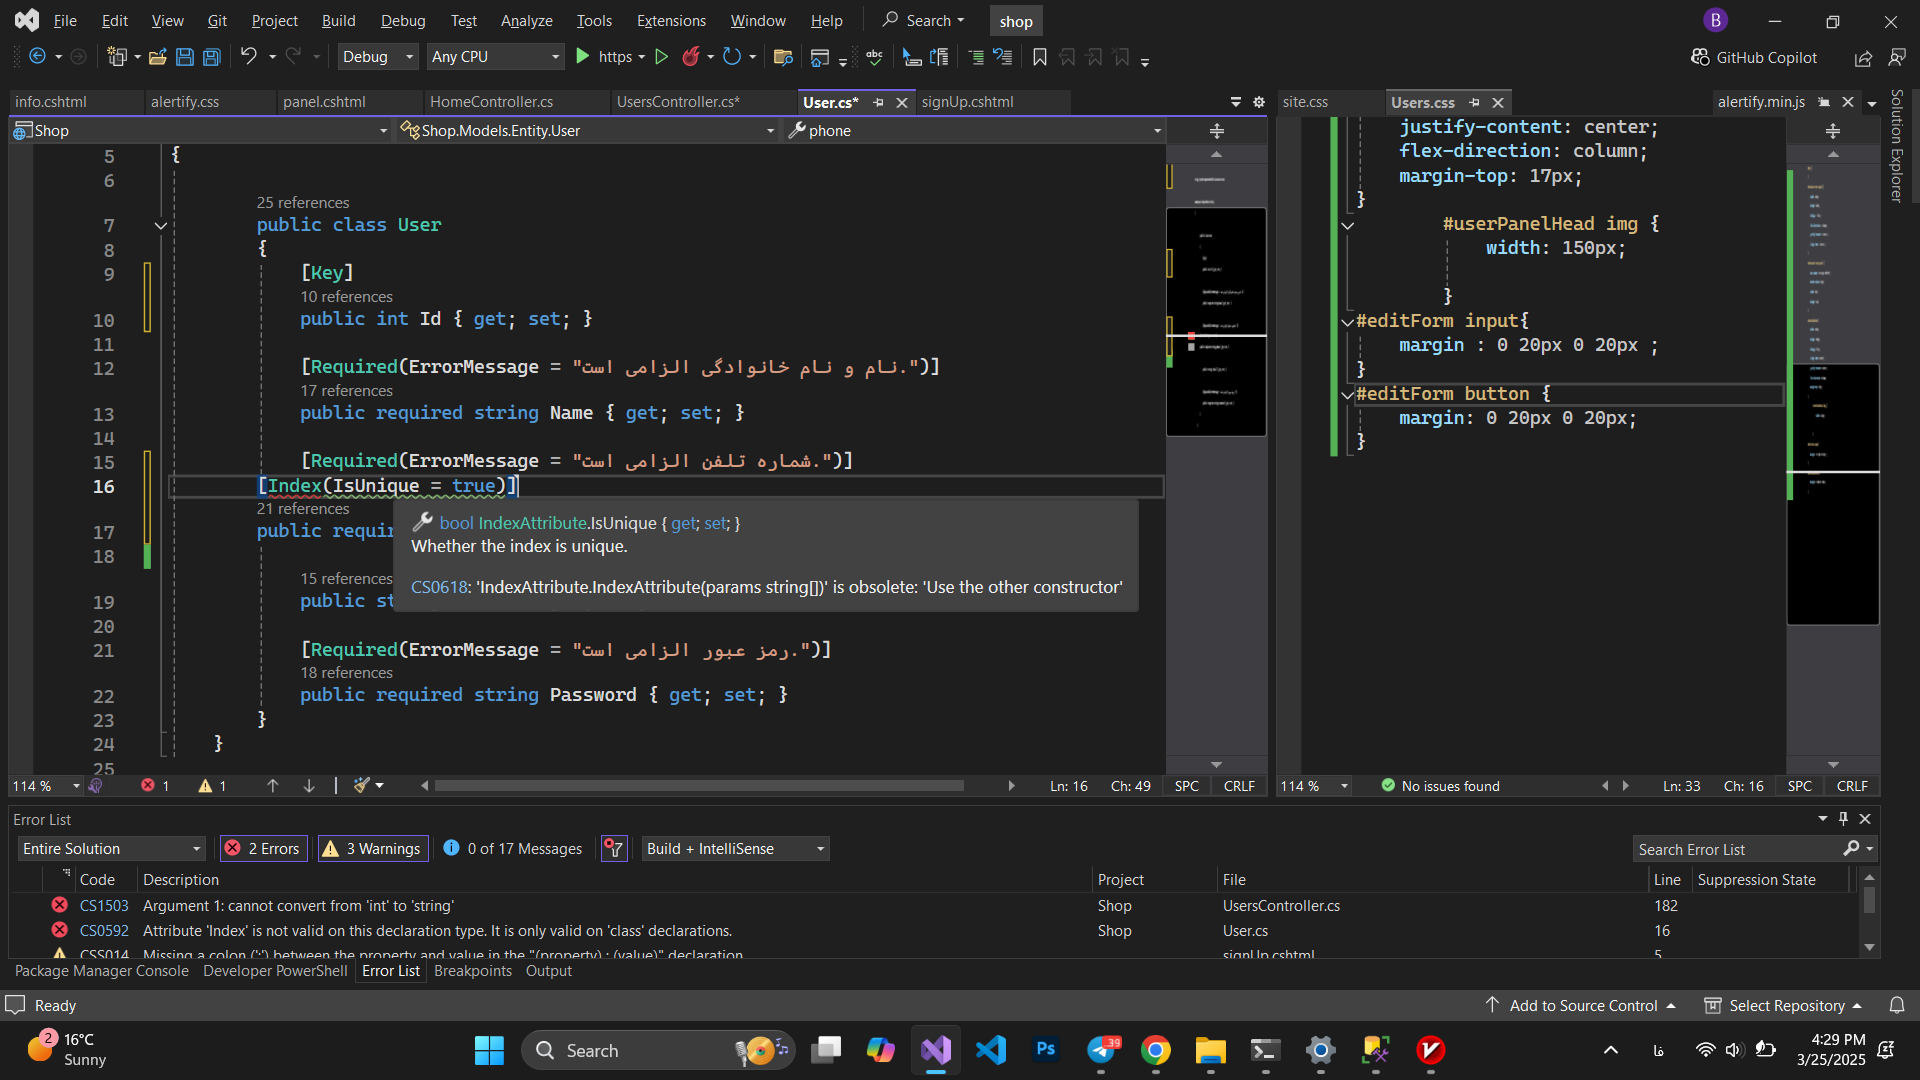 File Edit View Git Project Build Debug Test Analyze Tools Extensions Window Help Search shop B
Debug Any CPU https abc GitHub Copilot
info.cshtml alertify.css panel.cshtml HomeController.cs UsersController.cs* User.cs* signUp.cshtml
Shop Shop.Models.Entity.User phone
5 {
6
25 references
7 public class User
8 {
9 [Key]
10 references
10 public int Id { get; set; }
11
12 [Required(ErrorMessage = "نام و نام خانوادگی الزامی است.")]
17 references
13 public required string Name { get; set; }
14
15 [Required(ErrorMessage = "شماره تلفن الزامی است.")]
16 [Index(IsUnique = true)]
21 references
17 public requir
18
bool IndexAttribute.IsUnique { get; set; }
Whether the index is unique.
CS0618: 'IndexAttribute.IndexAttribute(params string[])' is obsolete: 'Use the other constructor'
15 references
19 public st
20
21 [Required(ErrorMessage = "رمز عبور الزامی است.")]
18 references
22 public required string Password { get; set; }
23 }
24 }
25
114 % 1 1 Ln: 16 Ch: 49 SPC CRLF
site.css Users.css alertify.min.js
Solution Explorer
justify-content: center;
flex-direction: column;
margin-top: 17px;
}
#userPanelHead img {
width: 150px;
}
#editForm input{
margin : 0 20px 0 20px ;
}
#editForm button {
margin: 0 20px 0 20px;
}
114 % No issues found Ln: 33 Ch: 16 SPC CRLF
Error List
Entire Solution 2 Errors 3 Warnings 0 of 17 Messages Build + IntelliSense Search Error List
Code Description Project File Line Suppression State
CS1503 Argument 1: cannot convert from 'int' to 'string' Shop UsersController.cs 182
CS0592 Attribute 'Index' is not valid on this declaration type. It is only valid on 'class' declarations. Shop User.cs 16
CSS014 Missing a colon (':') between the property and value in the "(property) : (value)" declaration signUp.cshtml 5
Package Manager Console Developer PowerShell Error List Breakpoints Output
Ready Add to Source Control Select Repository
2 16°C
Sunny
Search Ps 39 فا 4:29 PM
3/25/2025